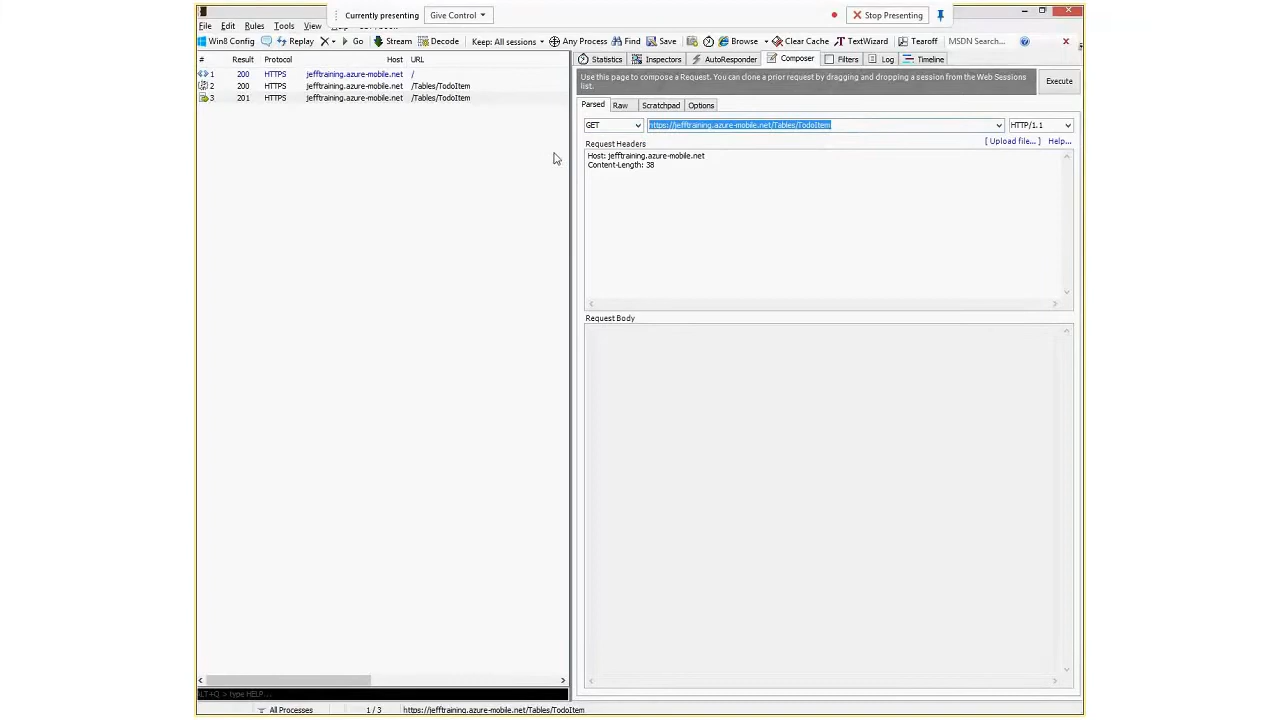 Currently presenting Give Control Stop Presenting
File Edit Rules Tools View
Win8 Config Replay Go Stream Decode Keep: All sessions Any Process Find Save Browse Clear Cache TextWizard Tearoff MSDN Search...
# Result Protocol Host URL
1 200 HTTPS jefftraining.azure-mobile.net /
2 200 HTTPS jefftraining.azure-mobile.net /Tables/TodoItem
3 201 HTTPS jefftraining.azure-mobile.net /Tables/TodoItem
Statistics Inspectors AutoResponder Composer Filters Log Timeline
Use this page to compose a Request. You can clone a prior request by dragging and dropping a session from the Web Sessions
list.
Execute
Parsed Raw Scratchpad Options
GET https://jefftraining.azure-mobile.net/Tables/TodoItem HTTP/1.1
Request Headers [ Upload file... ] Help...
Host: jefftraining.azure-mobile.net
Content-Length: 38
Request Body
ALT+Q > type HELP...
All Processes 1 / 3 https://jefftraining.azure-mobile.net/Tables/TodoItem